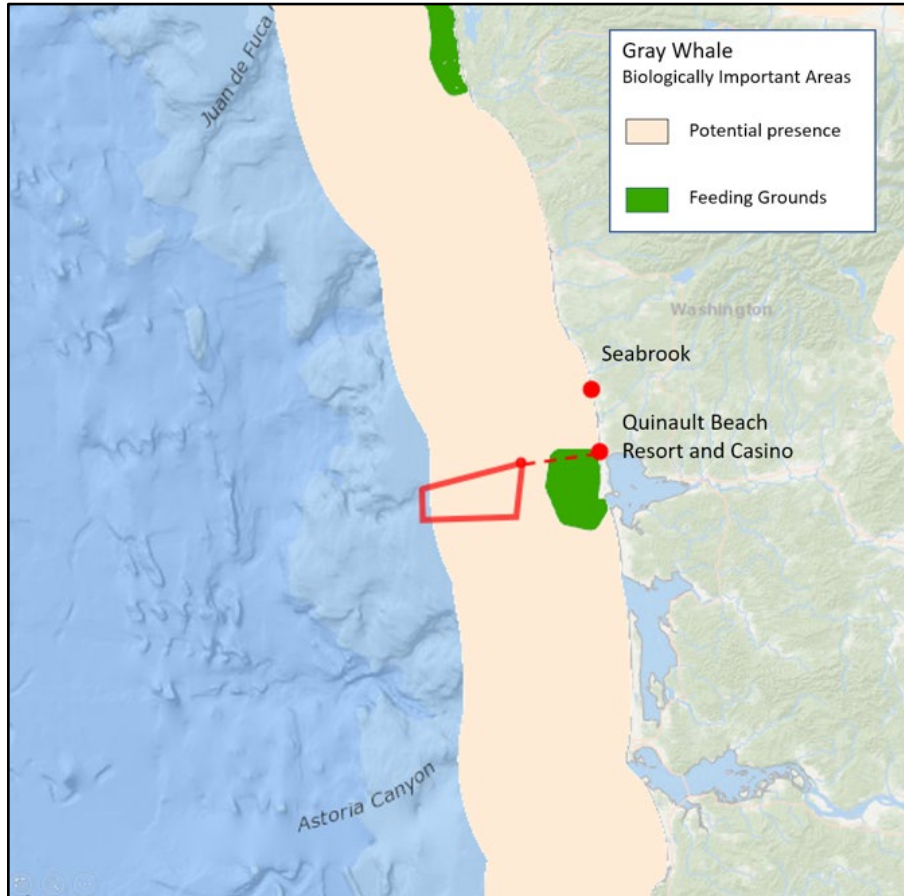 Juan de Fuca
Gray Whale
Biologically Important Areas
Potential presence
Feeding Grounds
Washington
Seabrook
Quinault Beach
Resort and Casino
Astoria Canyon